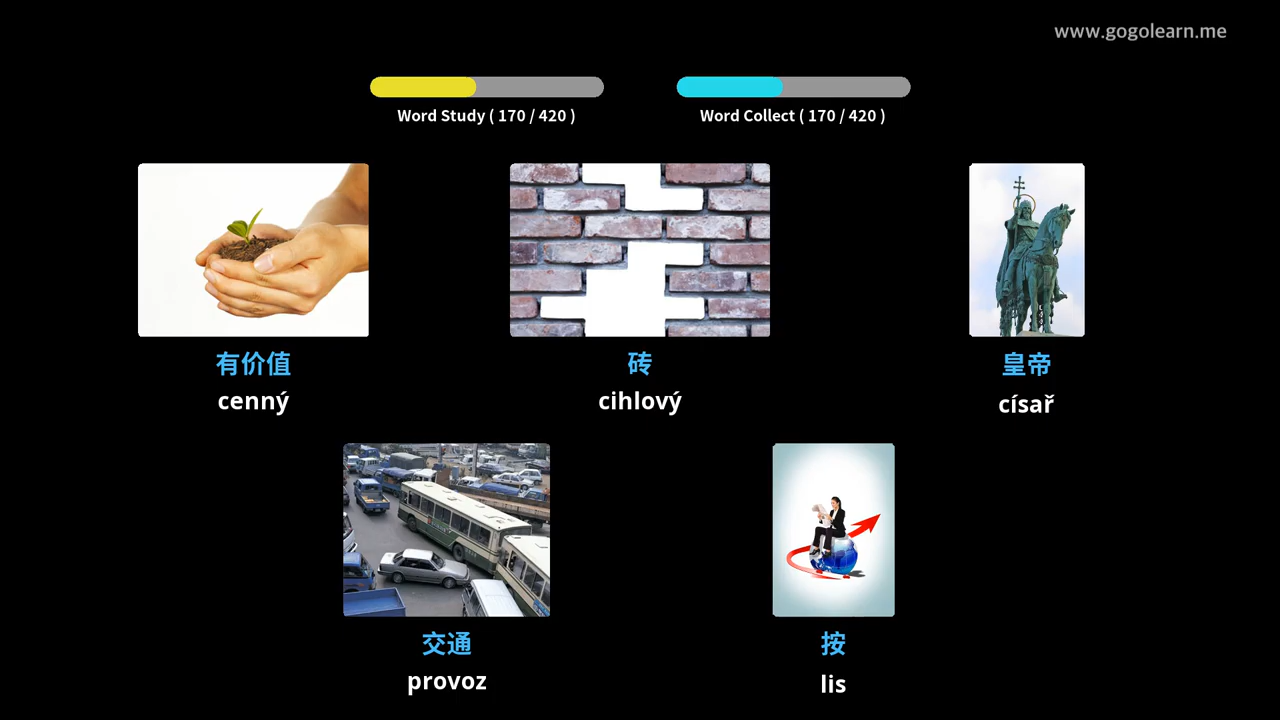 www.gogolearn.me
Word Study ( 170 / 420 )
Word Collect ( 170 / 420 )
有价值
cenný
砖
cihlový
皇帝
císař
交通
provoz
按
lis